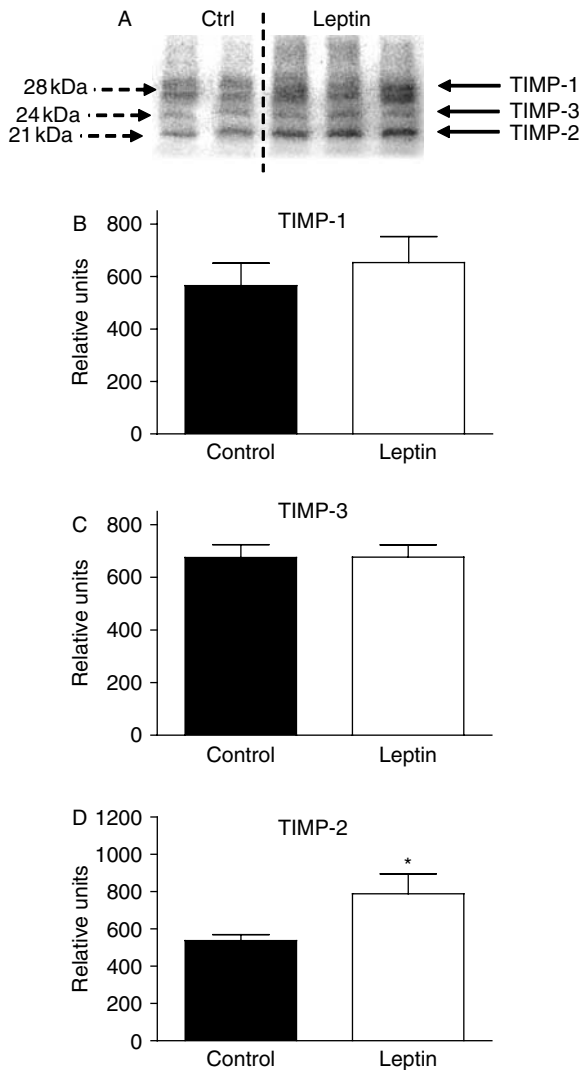 A Ctrl Leptin
28 kDa TIMP-1
24 kDa TIMP-3
21 kDa TIMP-2
B TIMP-1
800
600
400
200
0
Relative units
Control Leptin
C TIMP-3
800
600
400
200
0
Relative units
Control Leptin
D TIMP-2
1200
1000
800
600
400
200
0
Relative units
*
Control Leptin